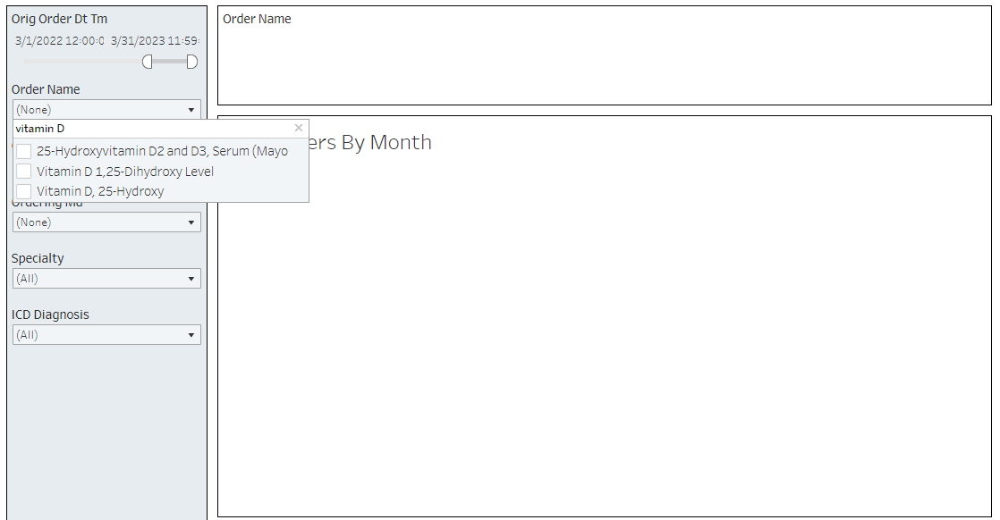 Orig Order Dt Tm
3/1/2022 12:00:0 3/31/2023 11:59:
Order Name
(None)
vitamin D
25-Hydroxyvitamin D2 and D3, Serum (Mayo
Vitamin D 1,25-Dihydroxy Level
Vitamin D, 25-Hydroxy
Ordering Md
(None)
Specialty
(All)
ICD Diagnosis
(All)
Order Name
ers By Month